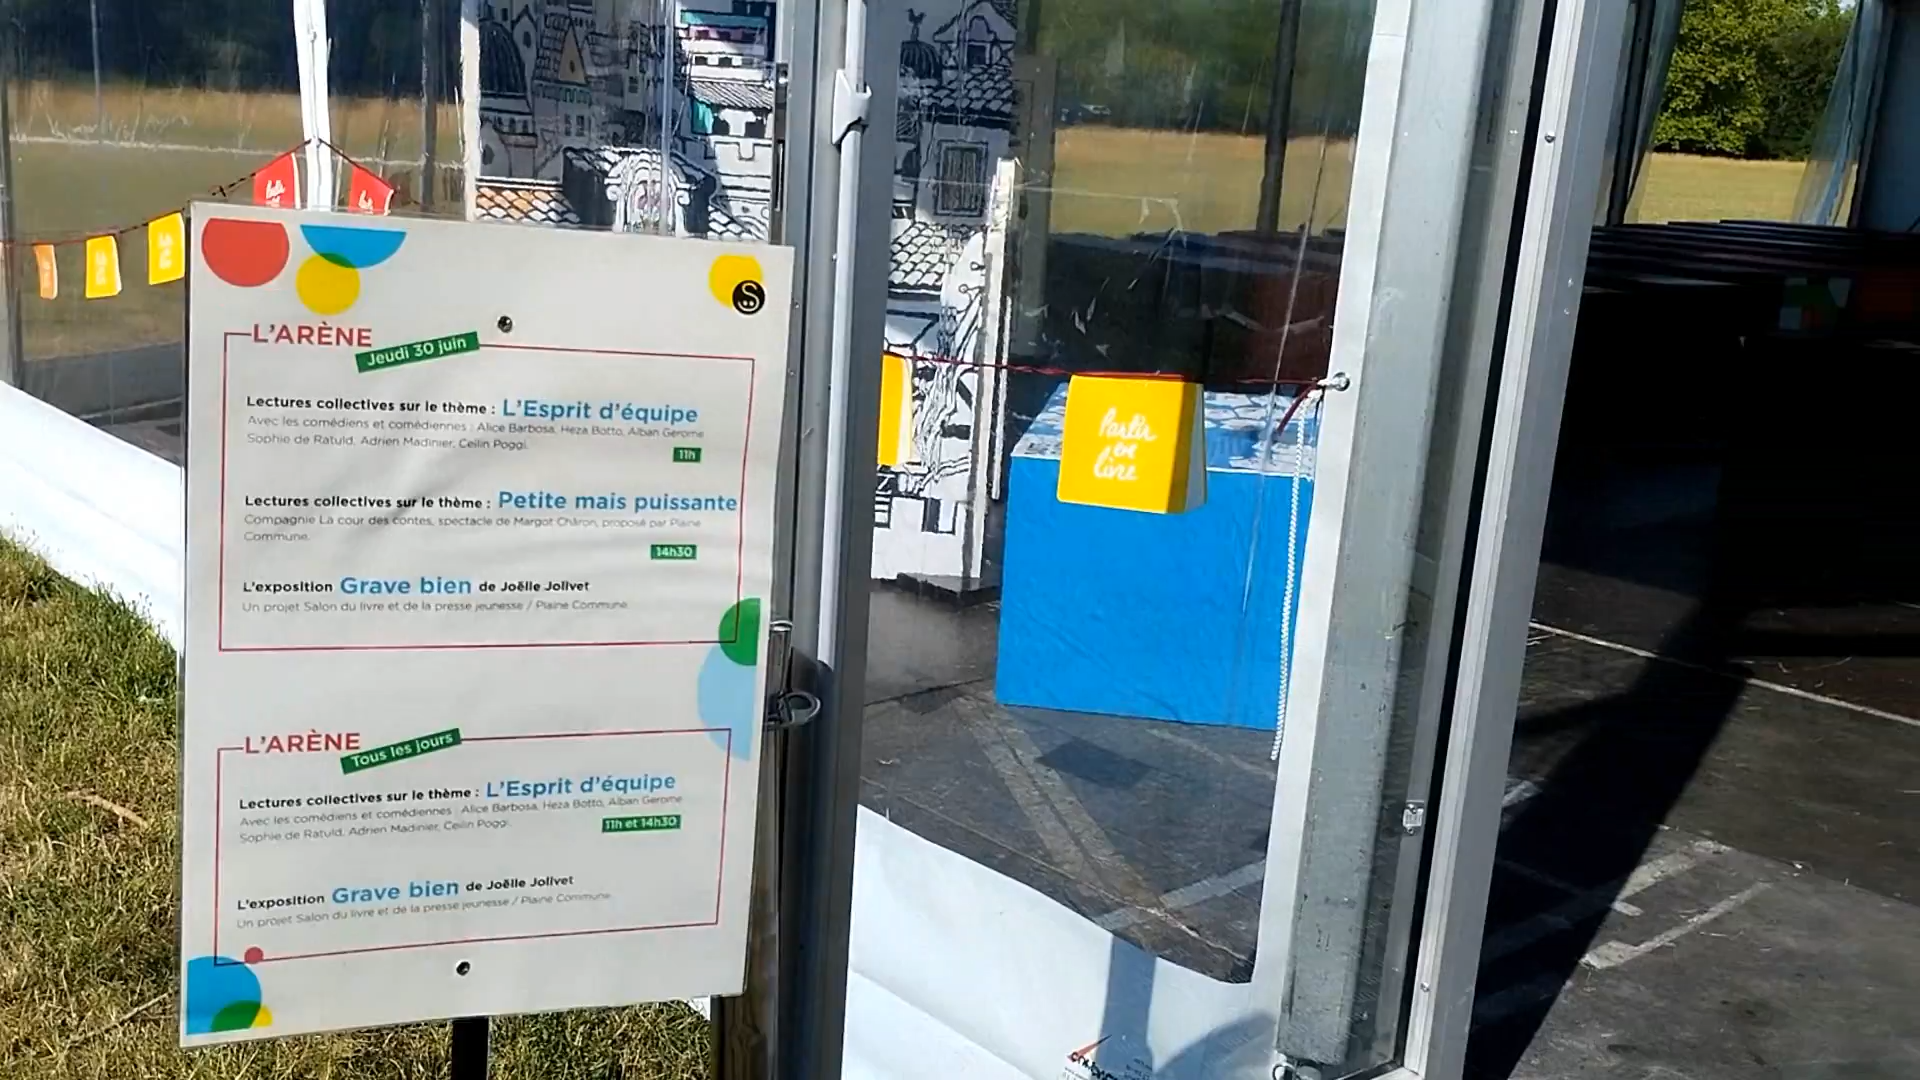 L'ARÈNE
Jeudi 30 juin
Lectures collectives sur le thème : L'Esprit d'équipe
Avec les comédiens et comédiennes : Alice Barbosa, Heza Botto, Alban Gerome
Sophie de Ratuld, Adrien Madinier, Ceilin Poggi.
11h
Lectures collectives sur le thème : Petite mais puissante
Compagnie La cour des contes, spectacle de Margot Châron, proposé par Plaine
Commune.
14h30
L'exposition Grave bien de Joëlle Jolivet
Un projet Salon du livre et de la presse jeunesse / Plaine Commune
L'ARÈNE
Tous les jours
Lectures collectives sur le thème : L'Esprit d'équipe
Avec les comédiens et comédiennes : Alice Barbosa, Heza Botto, Alban Gerome
Sophie de Ratuld, Adrien Madinier, Ceilin Poggi.
11h et 14h30
L'exposition Grave bien de Joëlle Jolivet
Un projet Salon du livre et de la presse jeunesse / Plaine Commune
Partir
en
livre